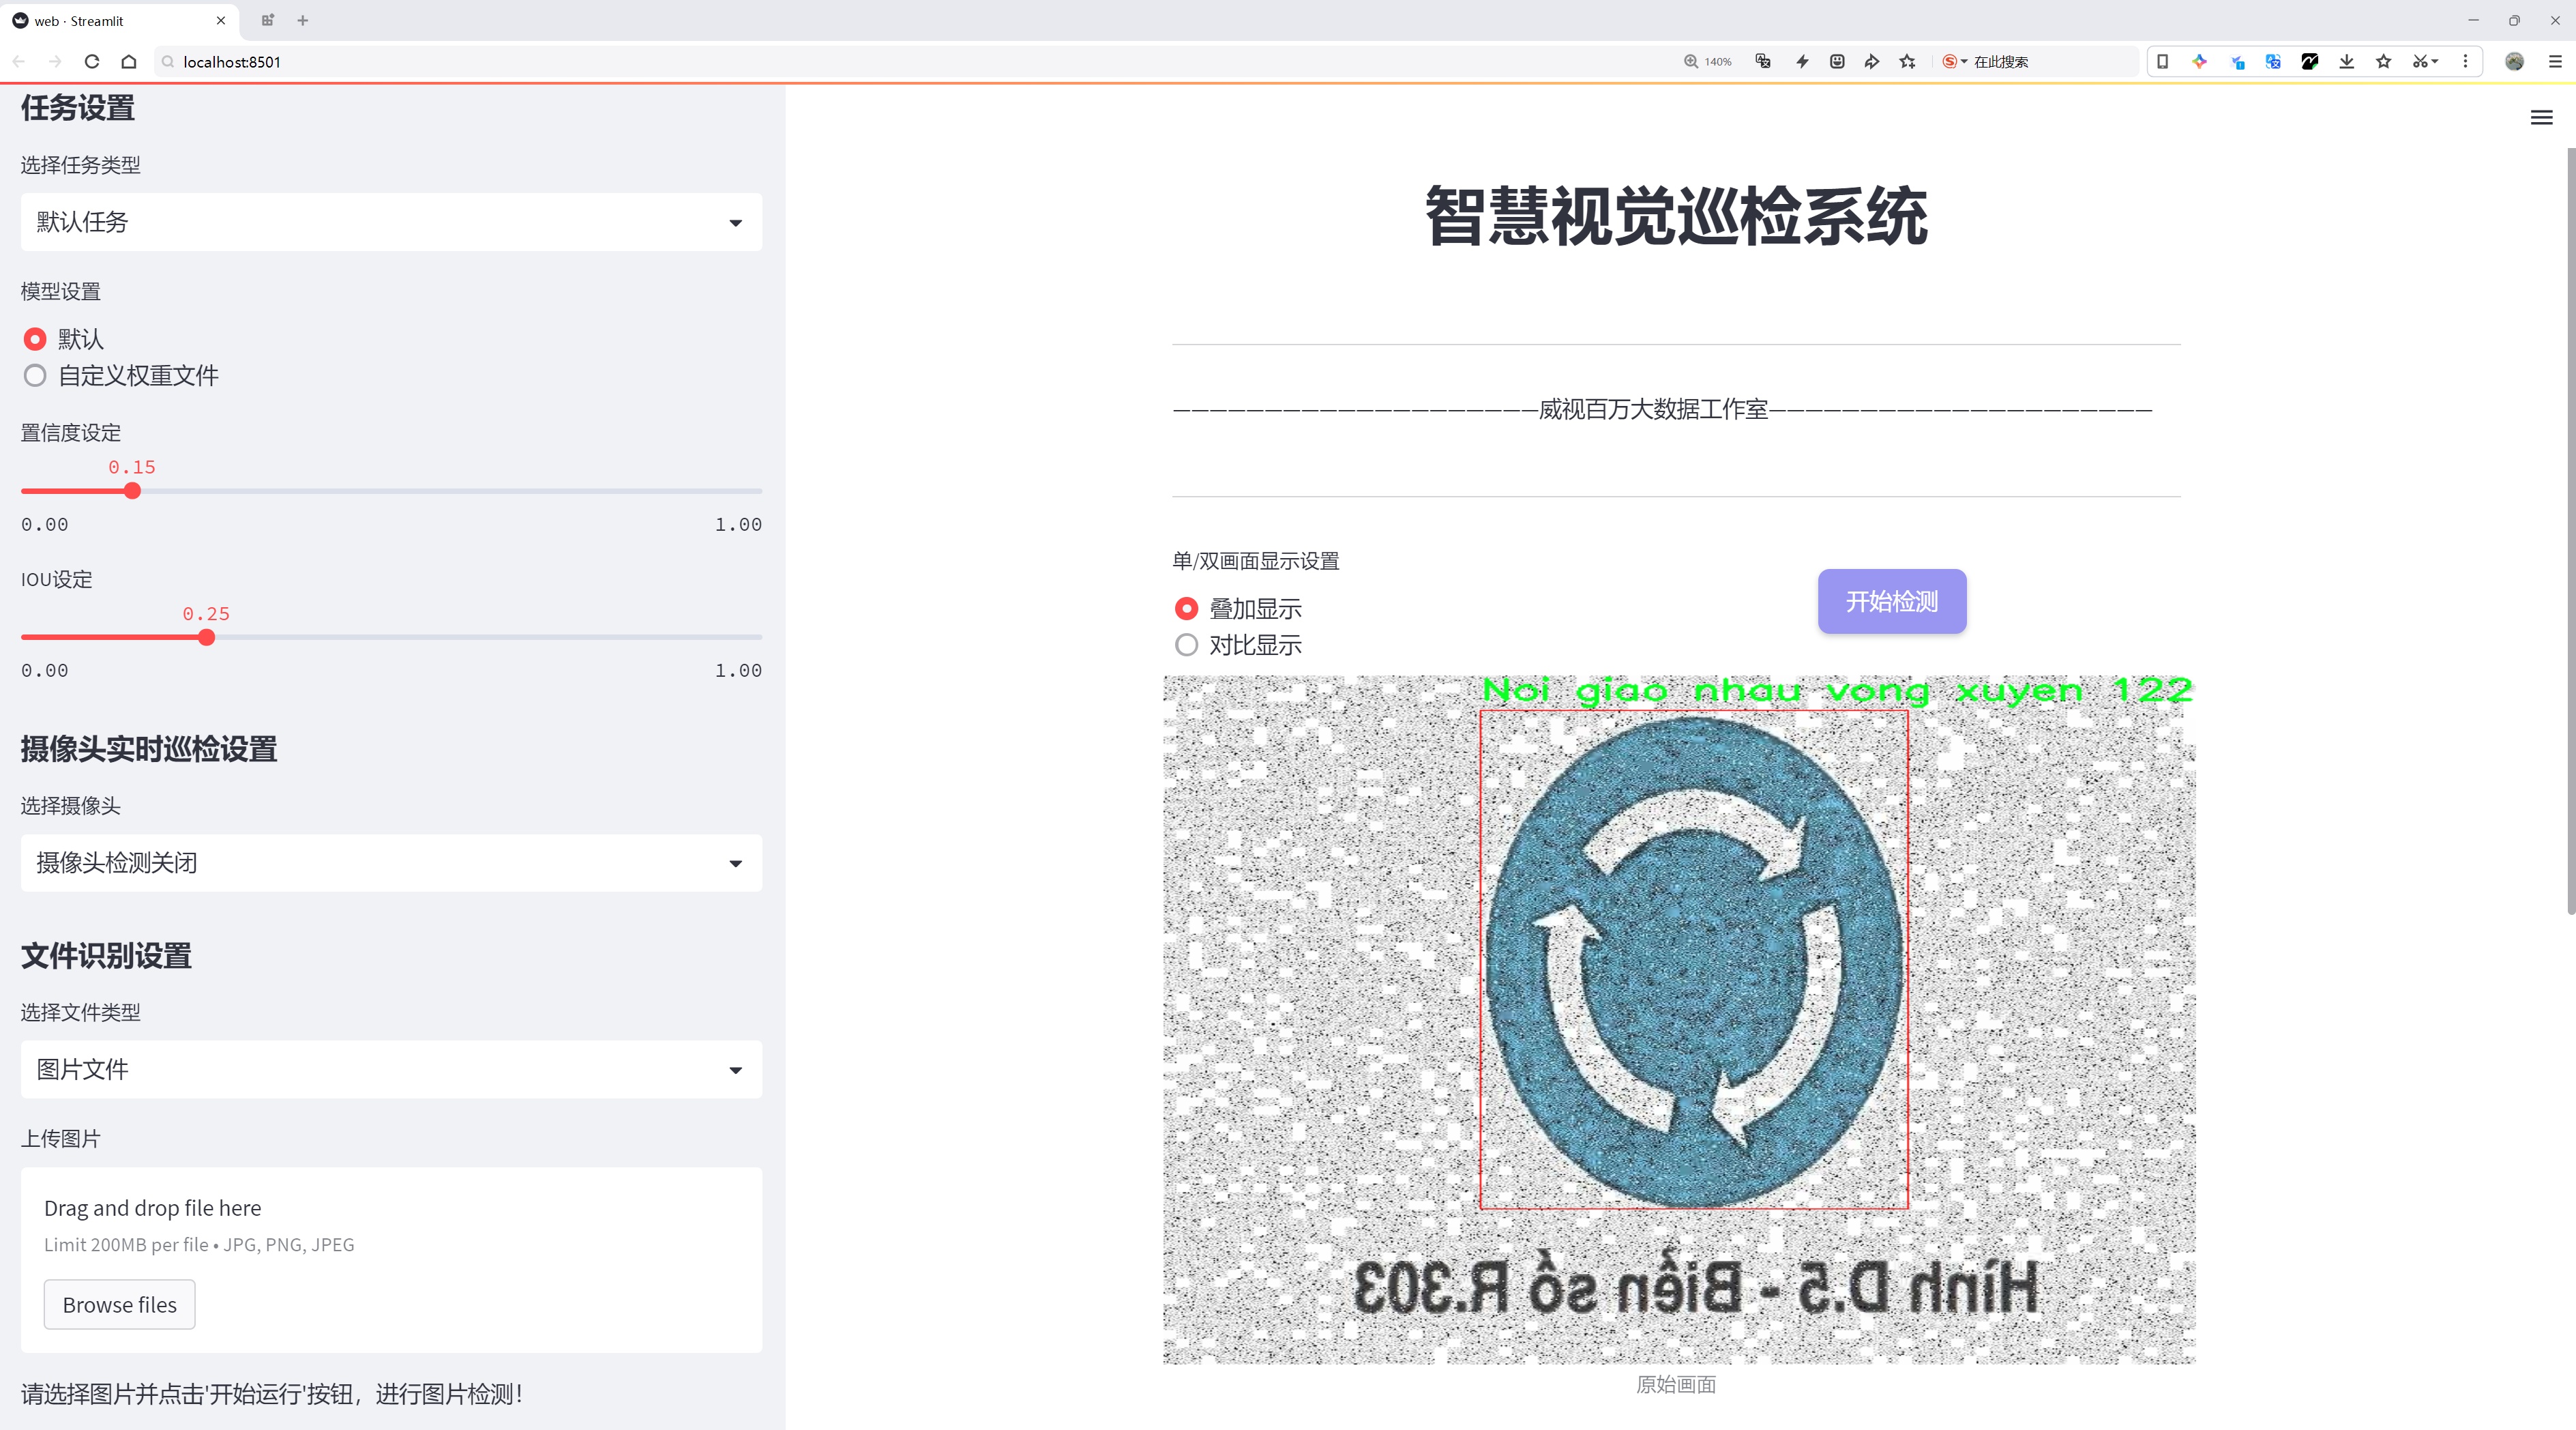 web · Streamlit
localhost:8501
140%
在此搜索
任务设置
选择任务类型
默认任务
模型设置
默认
自定义权重文件
置信度设定
0.15
0.00
1.00
IOU设定
0.25
0.00
1.00
摄像头实时巡检设置
选择摄像头
摄像头检测关闭
文件识别设置
选择文件类型
图片文件
上传图片
Drag and drop file here
Limit 200MB per file • JPG, PNG, JPEG
Browse files
请选择图片并点击'开始运行'按钮，进行图片检测！
智慧视觉巡检系统
—————————————————————威视百万大数据工作室—————————————————————
单/双画面显示设置
叠加显示
对比显示
开始检测
Noi giao nhau vong xuyen 122
Hình D.5 - Biển số R.303
原始画面